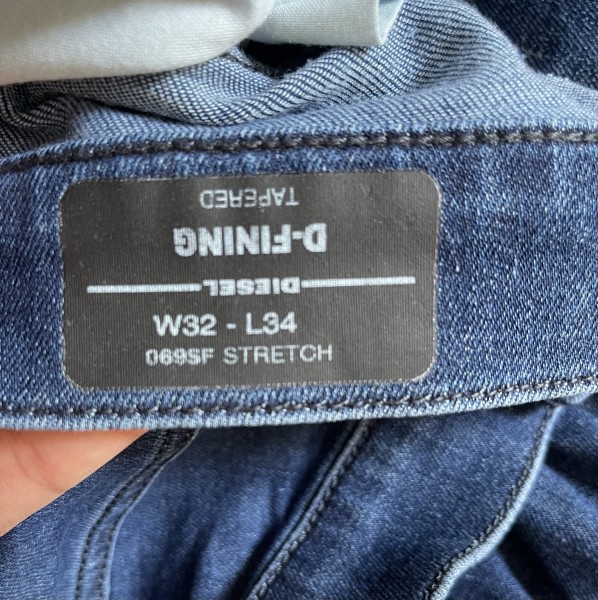 TAPERED
D-FINING
DIESEL
W32 - L34
069SF STRETCH